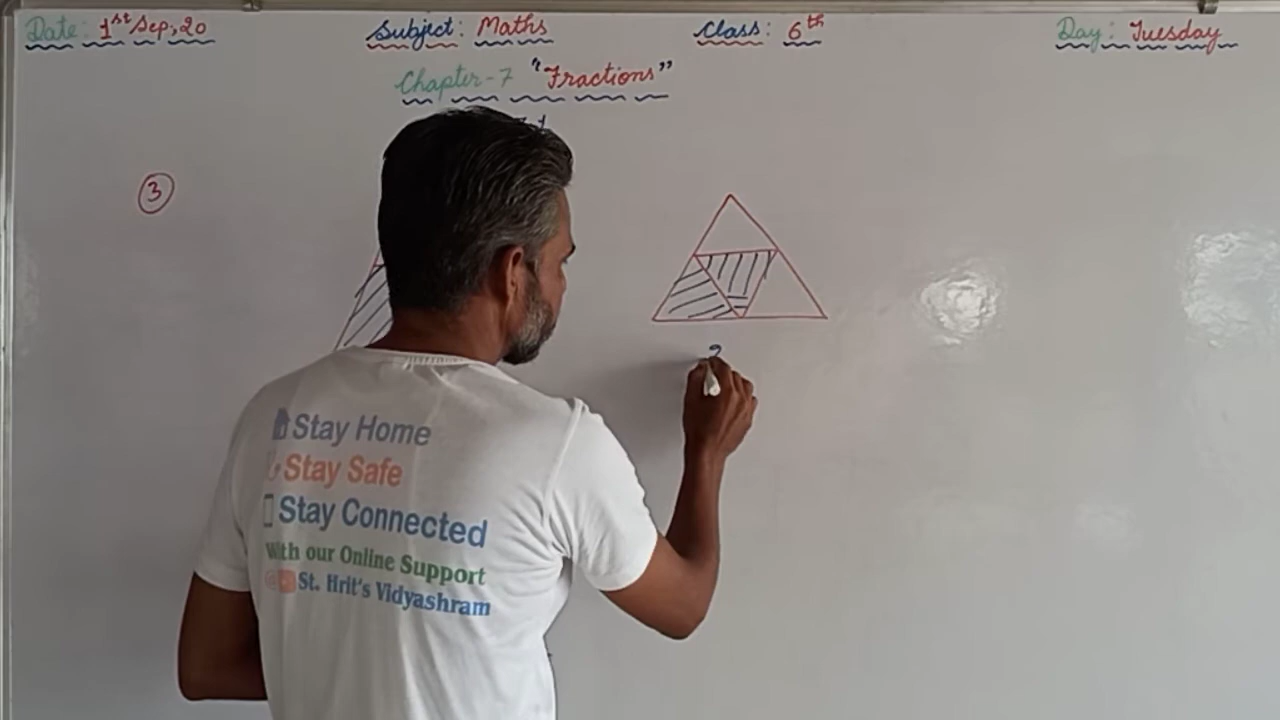 Date: 1st Sep,20 Subject: Maths Class: 6th Day: Tuesday
Chapter-7 "Fractions"
3
Stay Home
Stay Safe
Stay Connected
With our Online Support
St. Hrit's Vidyashram